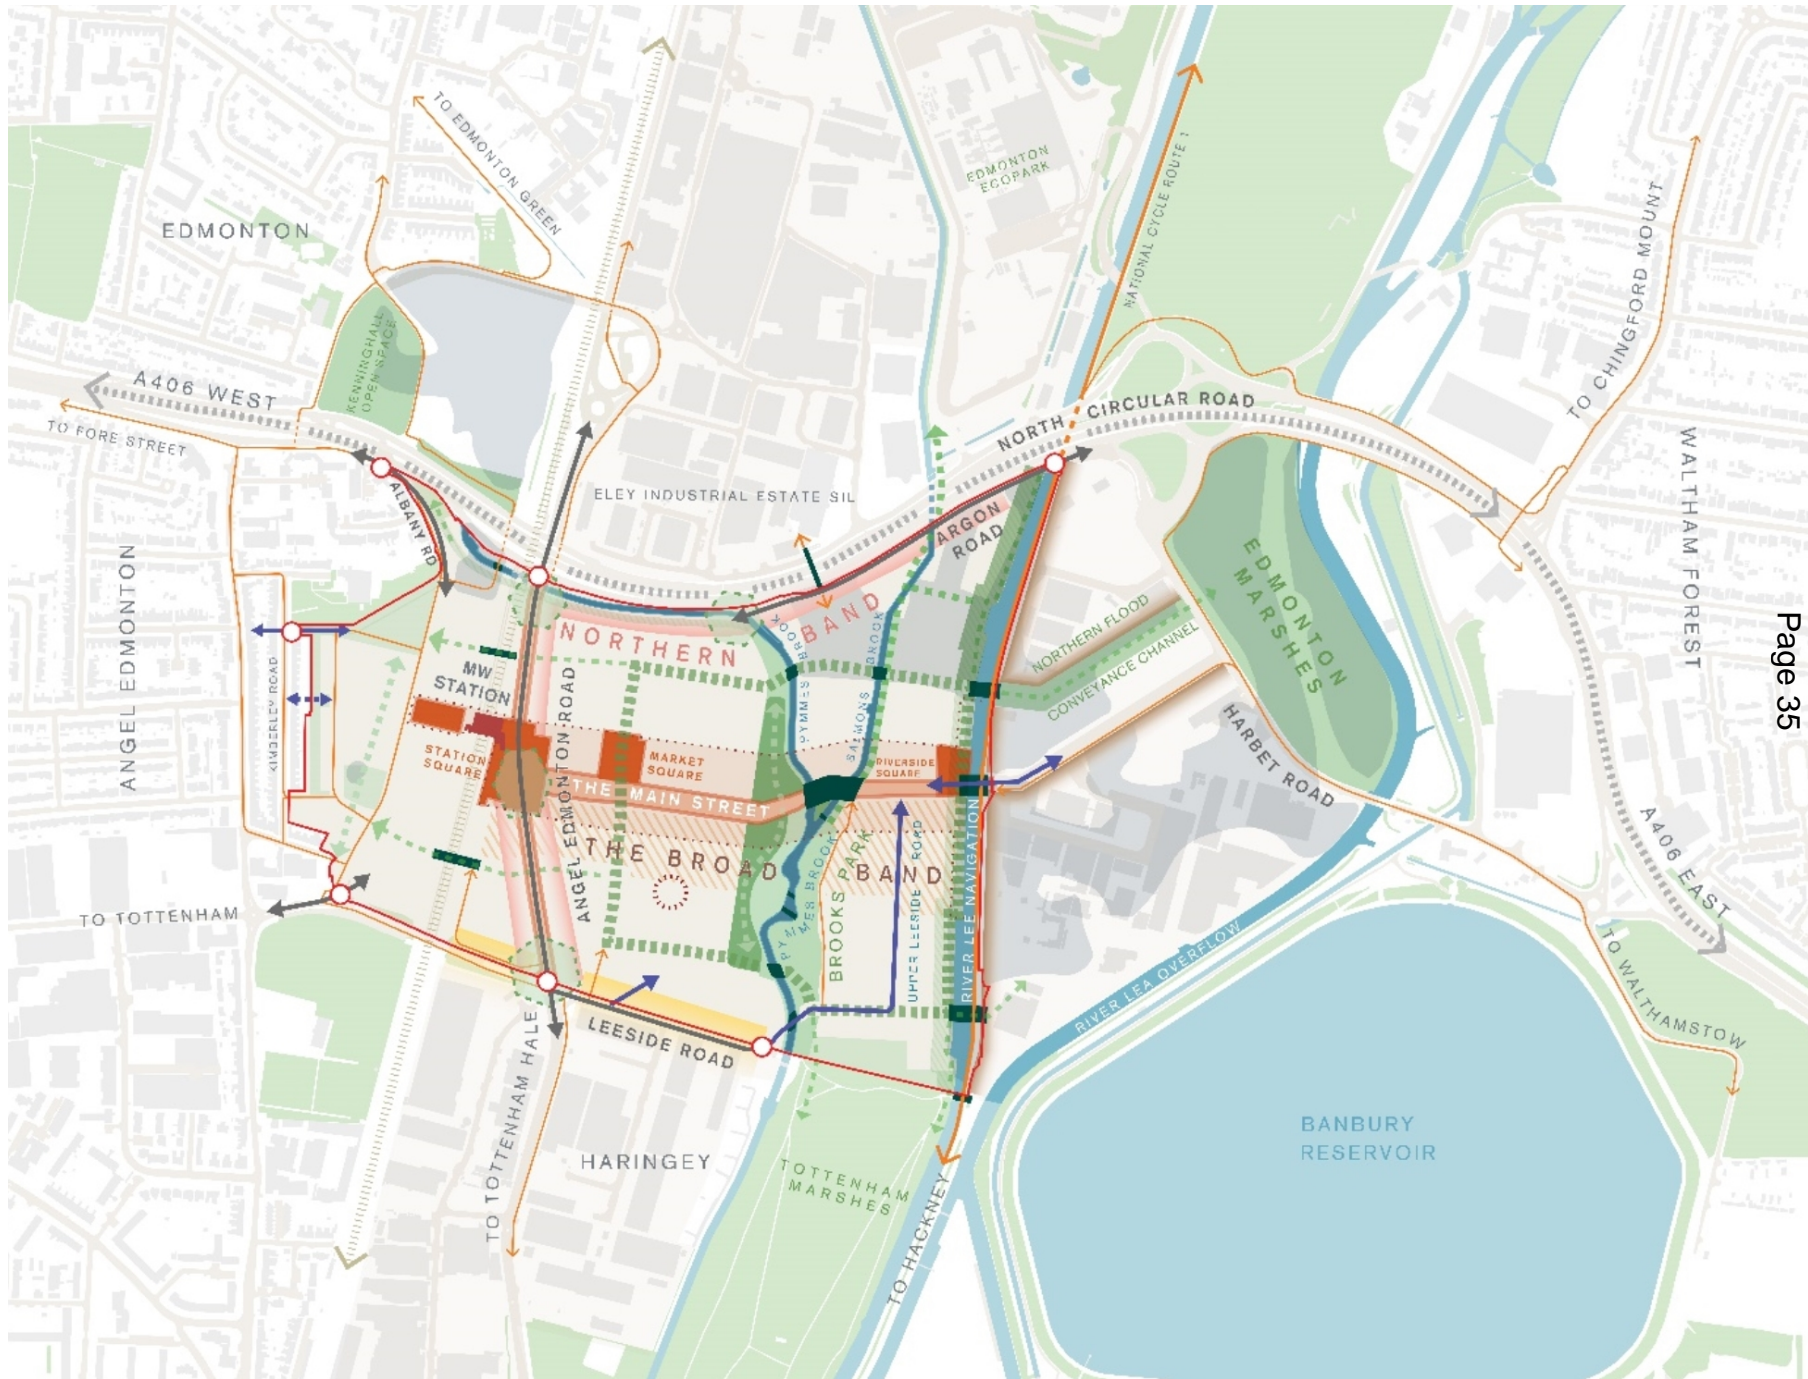 TO EDMONTON GREEN
EDMONTON
ECOPARK
NATIONAL CYCLE ROUTE 1
EDMONTON
TO CHINGFORD MOUNT
KENNINGHALL
OPEN SPACE
A406 WEST
TO FORE STREET
NORTH CIRCULAR ROAD
WALTHAM FOREST
ELEY INDUSTRIAL ESTATE SIL
ALBANY RD
ARGON
ROAD
EDMONTON
MARSHES
ANGEL EDMONTON
NORTHERN
BAND
PYMMES BROOK
SALMONS BROOK
NORTHERN FLOOD
CONVEYANCE CHANNEL
Page 35
KIMBERLEY ROAD
MW
STATION
ANGEL EDMONTON ROAD
STATION
SQUARE
MARKET
SQUARE
RIVERSIDE
SQUARE
HARBET ROAD
THE MAIN STREET
THE BROAD
BAND
PYMMES BROOK
BROOKS PARK
UPPER LEESIDE ROAD
RIVER LEE NAVIGATION
A406 EAST
TO TOTTENHAM
RIVER LEA OVERFLOW
TO WALTHAMSTOW
LEESIDE ROAD
TO TOTTENHAM HALE
HARINGEY
TOTTENHAM
MARSHES
TO HACKNEY
BANBURY
RESERVOIR